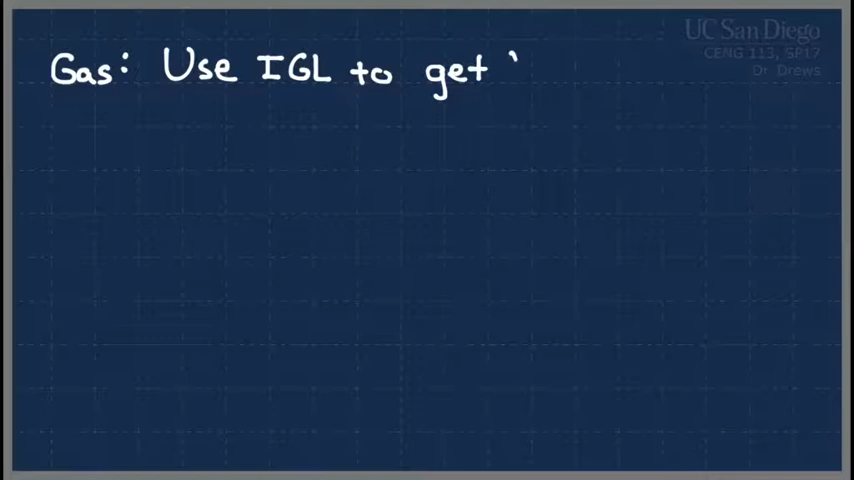 UC San Diego
CENG 113, SP17
Dr Drews
Gas: Use IGL to get